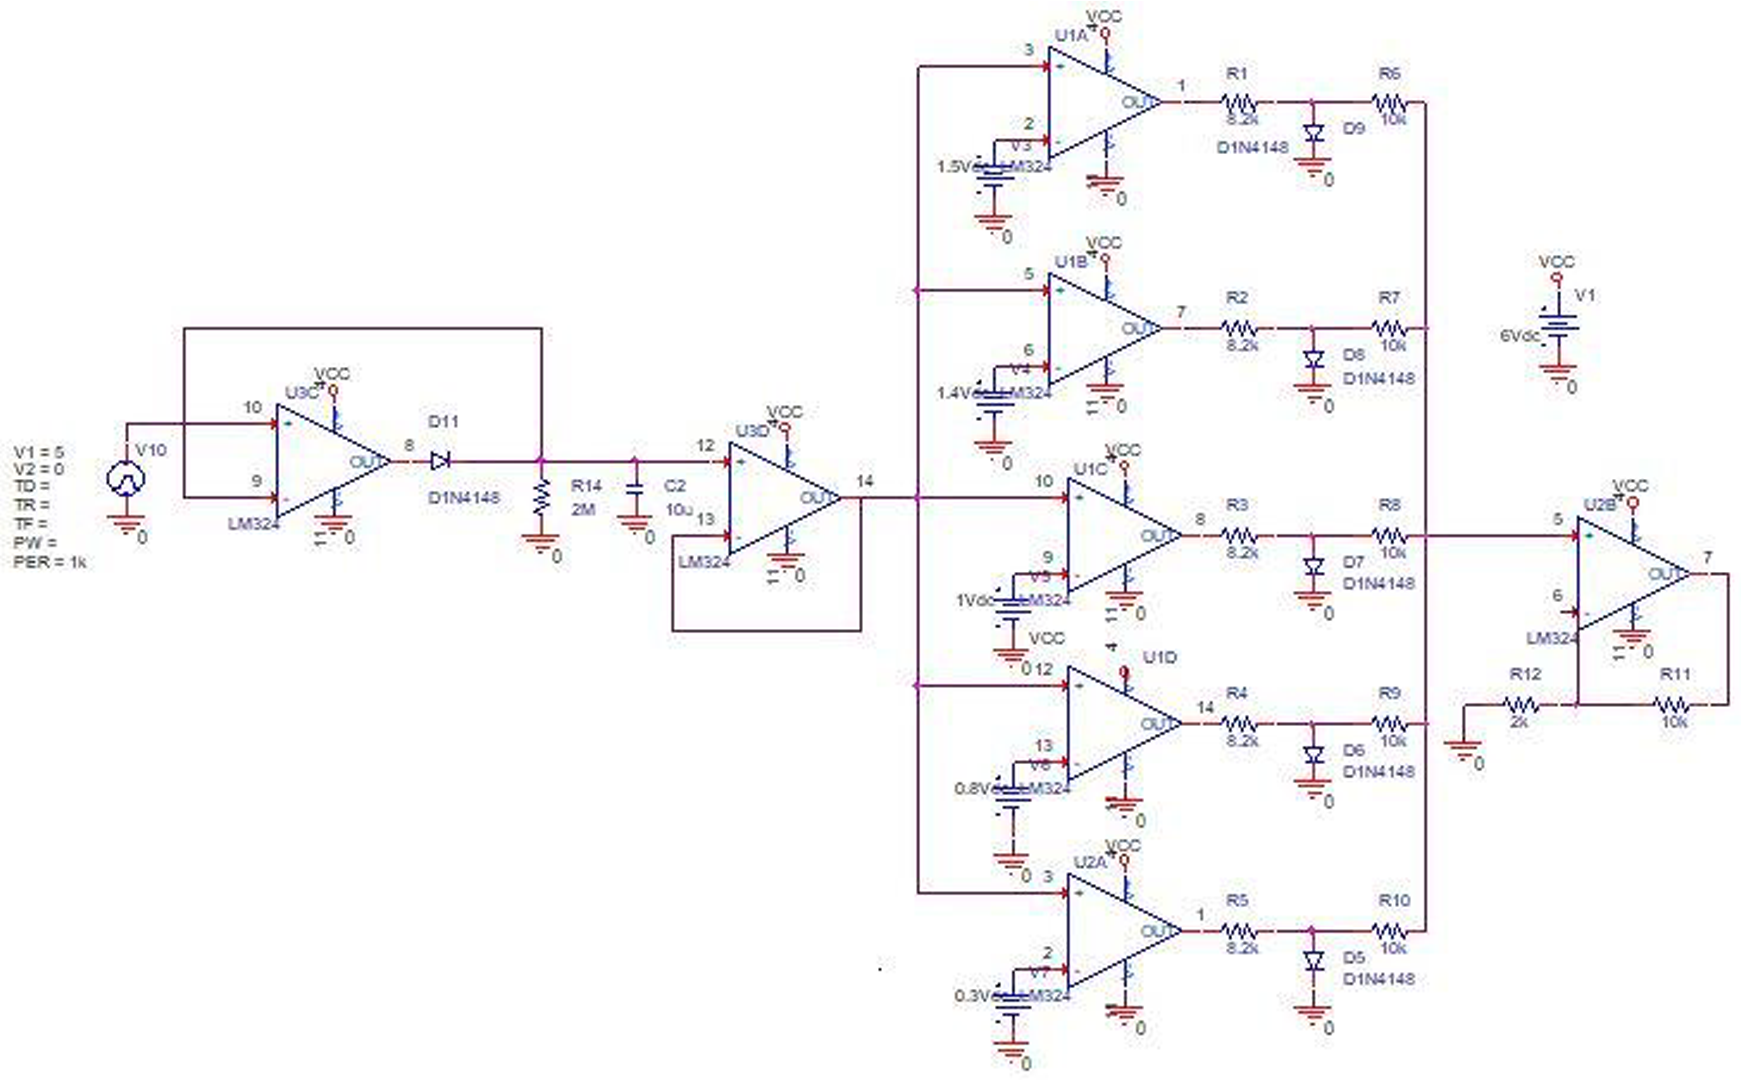 VCC
4
U1A
3
+
OUT
1
R1
8.2k
R6
10k
2
-
V3
1.5Vdc
LM324
11
0
D9
D1N4148
0
0
VCC
4
U1B
5
+
OUT
7
R2
8.2k
R7
10k
6
-
V4
1.4Vdc
LM324
11
0
D8
D1N4148
0
0
VCC
V1
6Vdc
0
V1 = 5
V2 = 0
TD =
TR =
TF =
PW =
PER = 1k
V10
0
VCC
4
U3C
10
+
OUT
8
9
-
LM324
11
0
D11
D1N4148
R14
2M
0
C2
10u
0
VCC
4
U3D
12
+
OUT
14
13
-
LM324
11
0
VCC
4
U1C
10
+
OUT
8
R3
8.2k
R8
10k
9
-
1Vdc
LM324
11
0
D7
D1N4148
0
0
VCC
4
U1D
12
+
OUT
14
R4
8.2k
R9
10k
13
-
0.8Vdc
LM324
0
D6
D1N4148
0
0
VCC
4
U2A
3
+
OUT
1
R5
8.2k
R10
10k
2
-
V7
0.3Vdc
LM324
0
D5
D1N4148
0
0
VCC
4
U2B
5
+
OUT
7
6
-
LM324
11
0
R12
2k
R11
10k
0